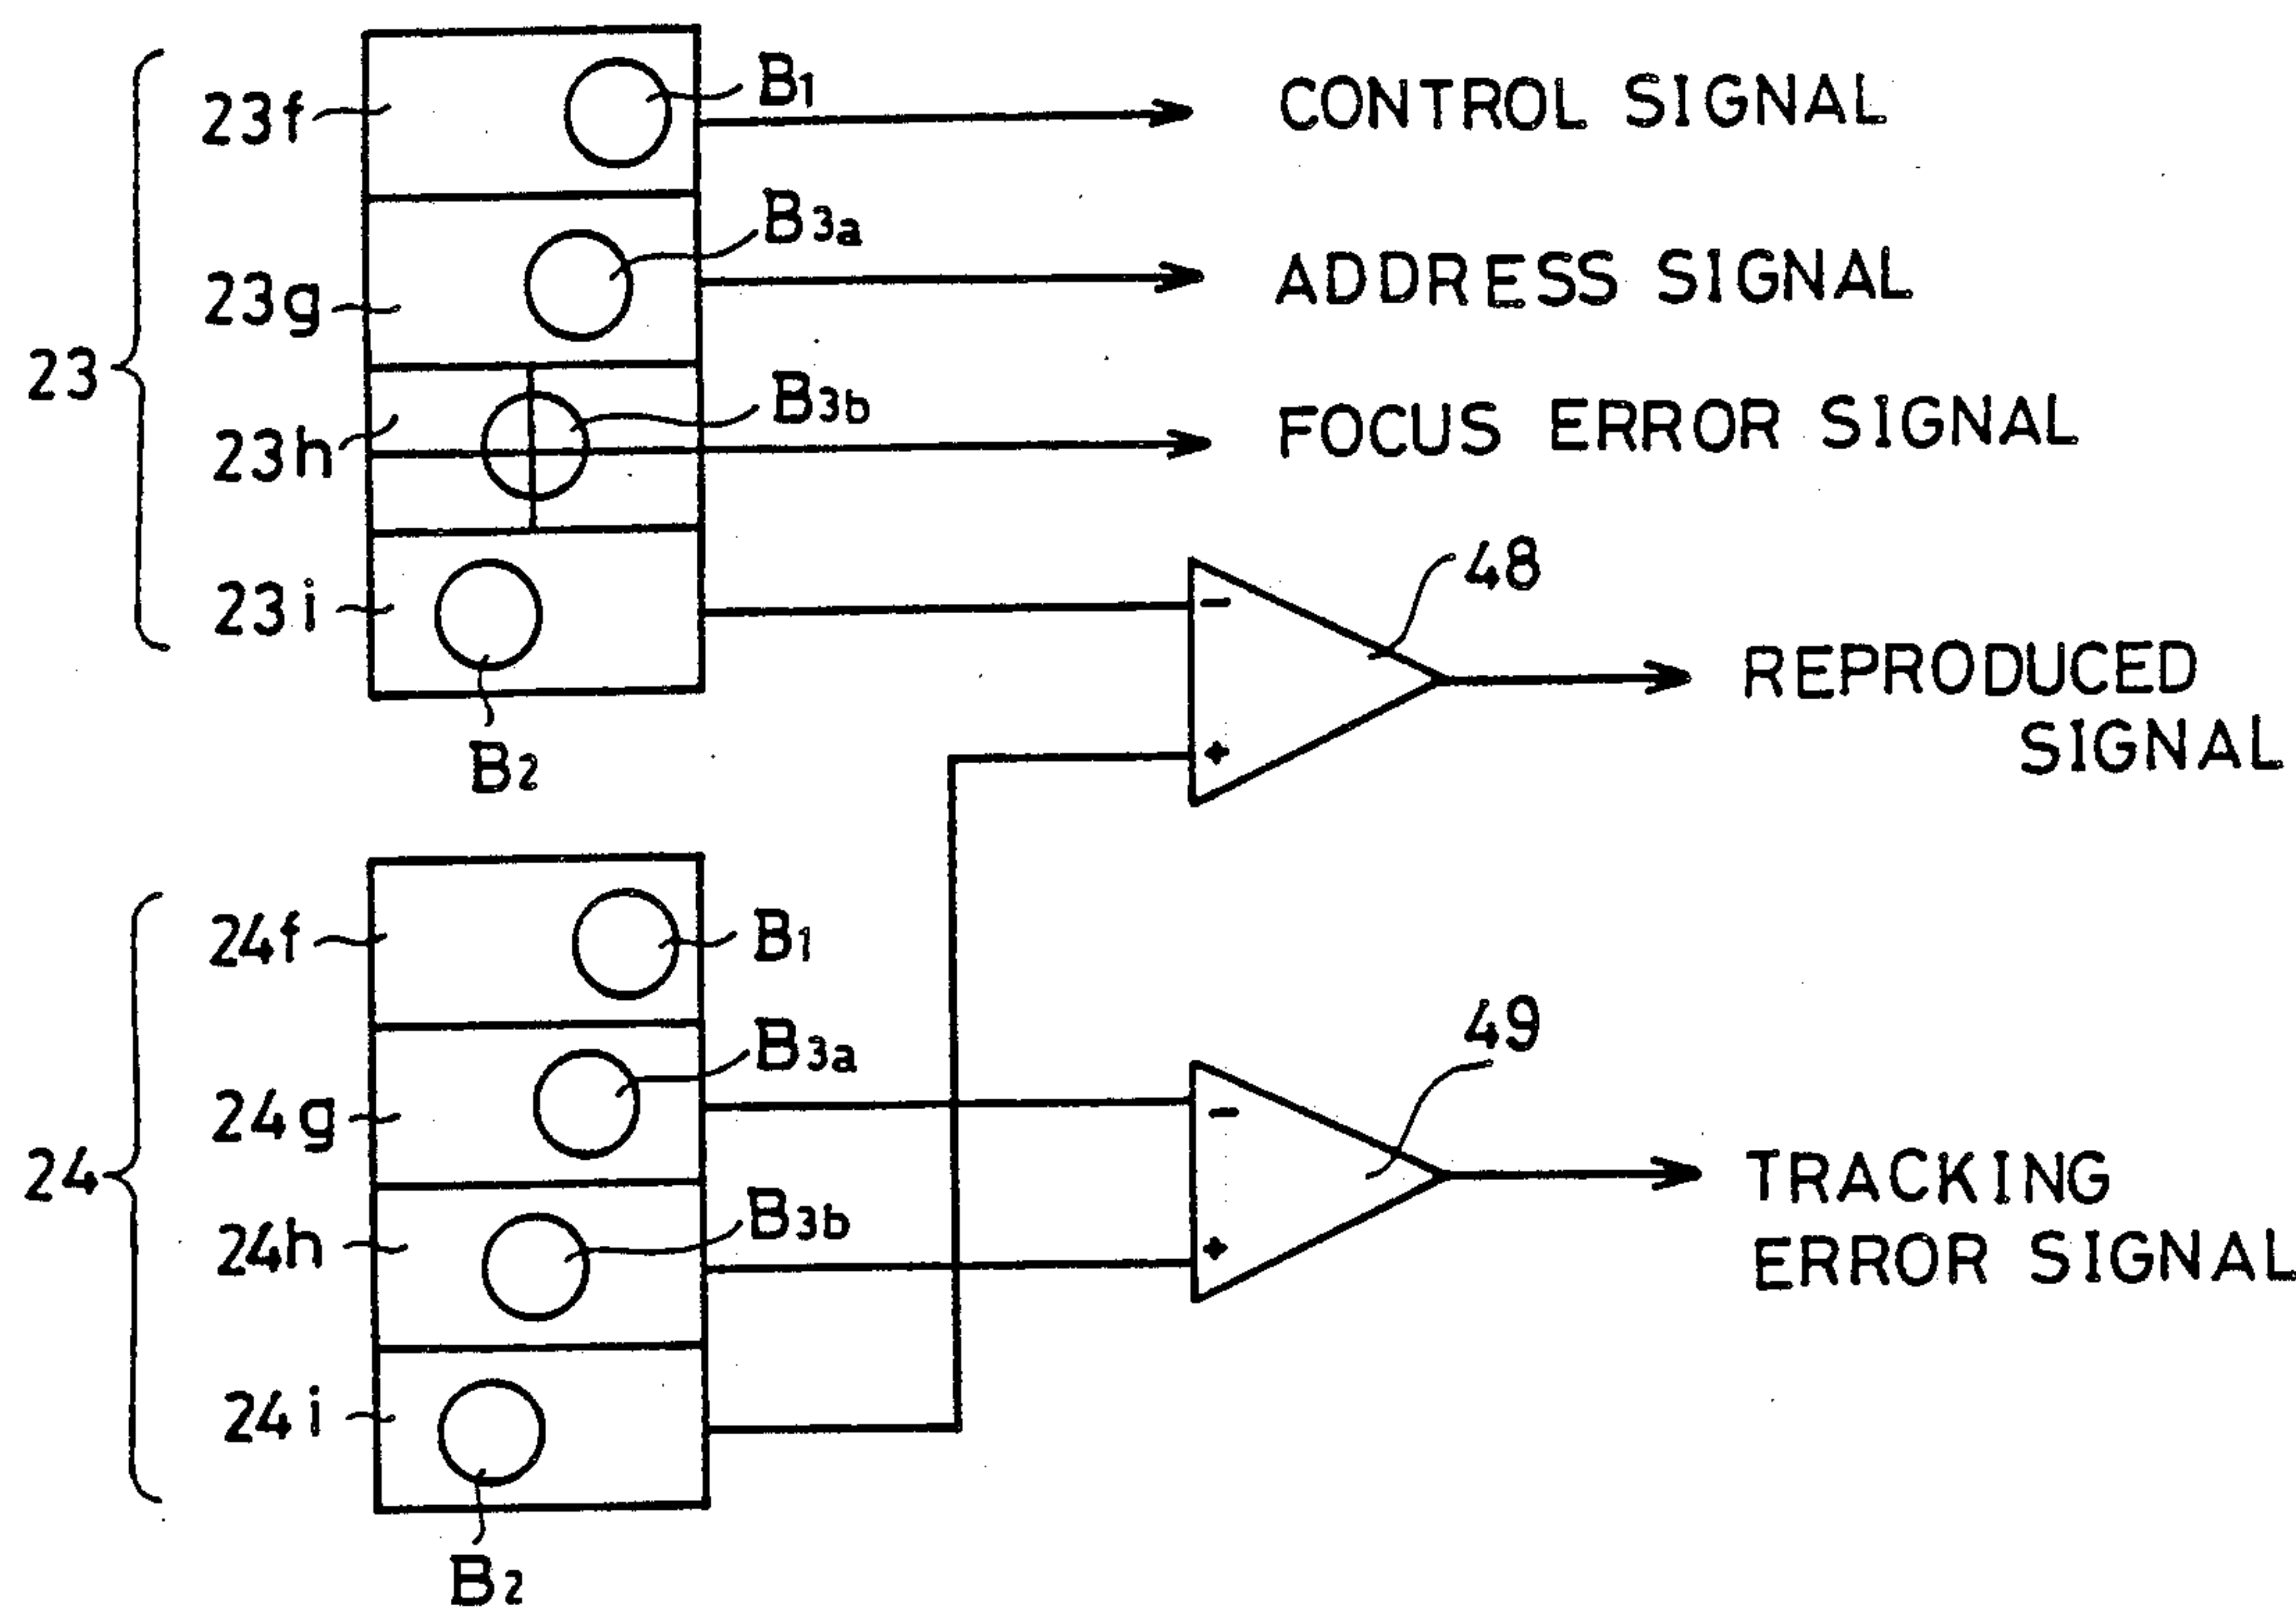 23
23f
B1
CONTROL SIGNAL
23g
B3a
ADDRESS SIGNAL
23h
B3b
FOCUS ERROR SIGNAL
23i
B2
-
+
48
REPRODUCED
SIGNAL
24
24f
B1
24g
B3a
24h
B3b
24i
B2
-
+
49
TRACKING
ERROR SIGNAL